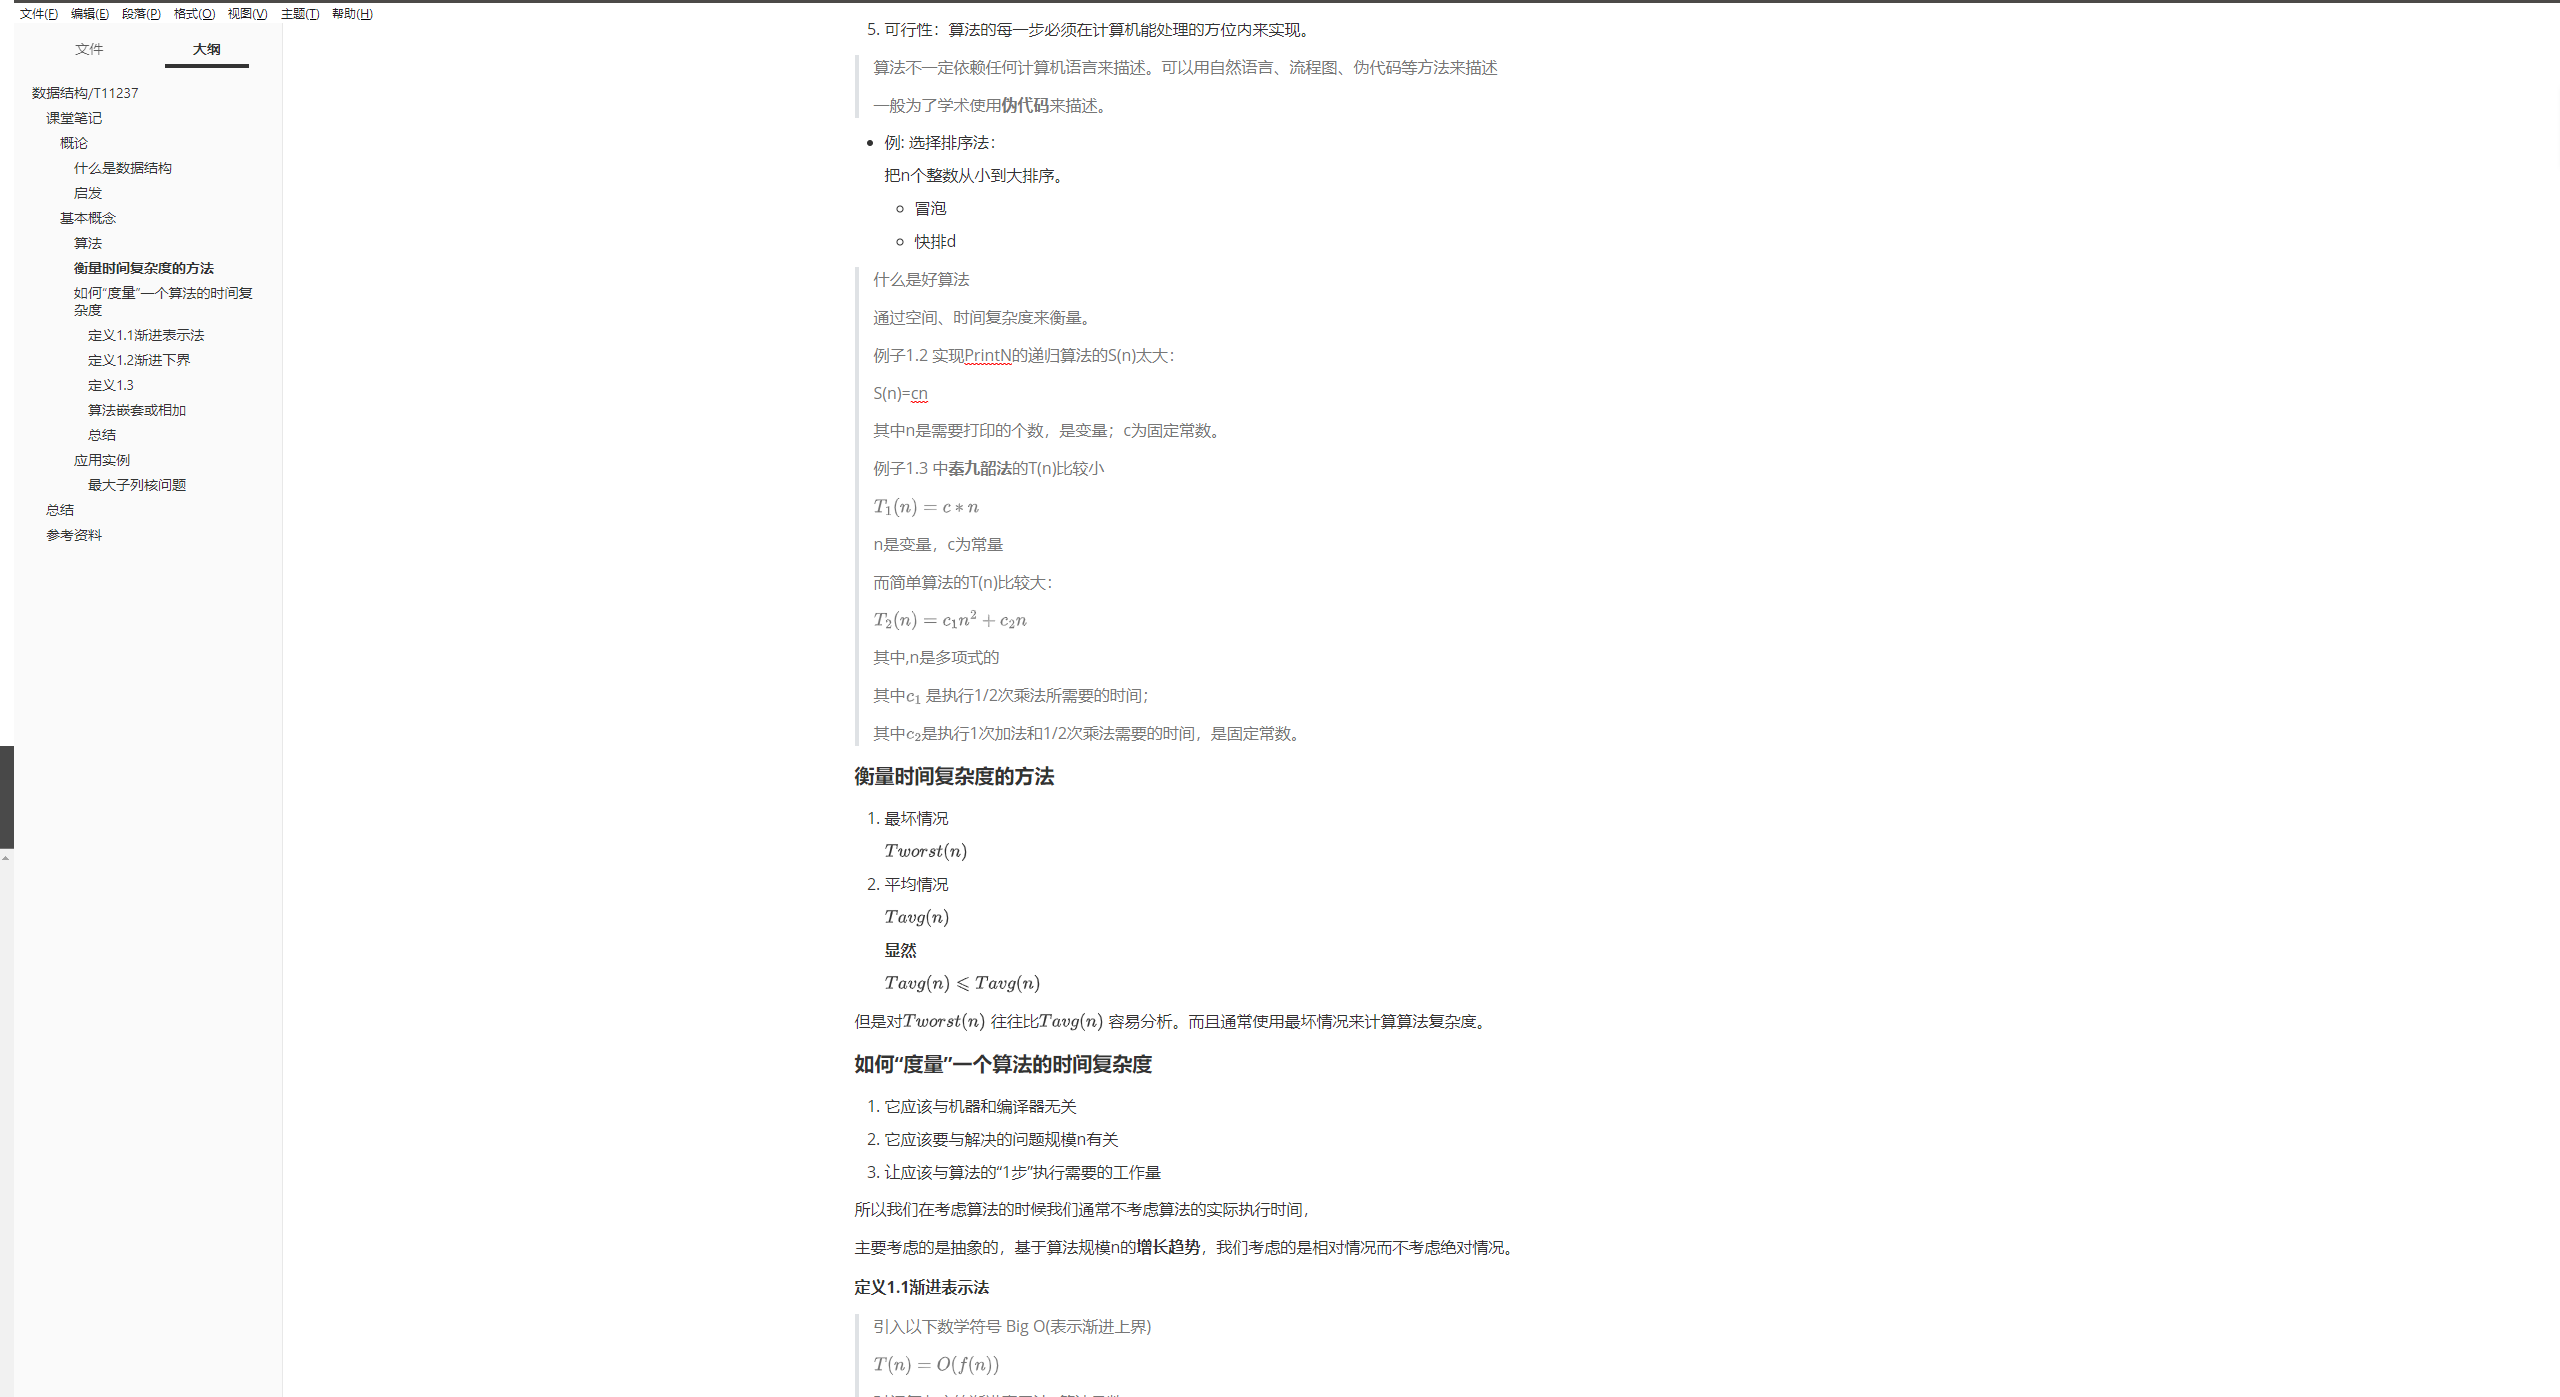 文件(F) 编辑(E) 段落(P) 格式(O) 视图(V) 主题(T) 帮助(H)
文件 大纲
数据结构/T11237
课堂笔记
概论
什么是数据结构
启发
基本概念
算法
衡量时间复杂度的方法
如何“度量”一个算法的时间复
杂度
定义1.1渐进表示法
定义1.2渐进下界
定义1.3
算法嵌套或相加
总结
应用实例
最大子列核问题
总结
参考资料
5. 可行性：算法的每一步必须在计算机能处理的方位内来实现。
算法不一定依赖任何计算机语言来描述。可以用自然语言、流程图、伪代码等方法来描述
一般为了学术使用伪代码来描述。
• 例: 选择排序法：
把n个整数从小到大排序。
○ 冒泡
○ 快排d
什么是好算法
通过空间、时间复杂度来衡量。
例子1.2 实现PrintN的递归算法的S(n)太大：
S(n)=cn
其中n是需要打印的个数，是变量；c为固定常数。
例子1.3 中秦九韶法的T(n)比较小
T₁(n) = c ∗ n
n是变量，c为常量
而简单算法的T(n)比较大：
T₂(n) = c₁n² + c₂n
其中,n是多项式的
其中c₁ 是执行1/2次乘法所需要的时间；
其中c₂是执行1次加法和1/2次乘法需要的时间，是固定常数。
衡量时间复杂度的方法
1. 最坏情况
Tworst(n)
2. 平均情况
Tavg(n)
显然
Tavg(n) ⩽ Tavg(n)
但是对Tworst(n) 往往比Tavg(n) 容易分析。而且通常使用最坏情况来计算算法复杂度。
如何“度量”一个算法的时间复杂度
1. 它应该与机器和编译器无关
2. 它应该要与解决的问题规模n有关
3. 让应该与算法的“1步”执行需要的工作量
所以我们在考虑算法的时候我们通常不考虑算法的实际执行时间，
主要考虑的是抽象的，基于算法规模n的增长趋势，我们考虑的是相对情况而不考虑绝对情况。
定义1.1渐进表示法
引入以下数学符号 Big O(表示渐进上界)
T(n) = O(f(n))